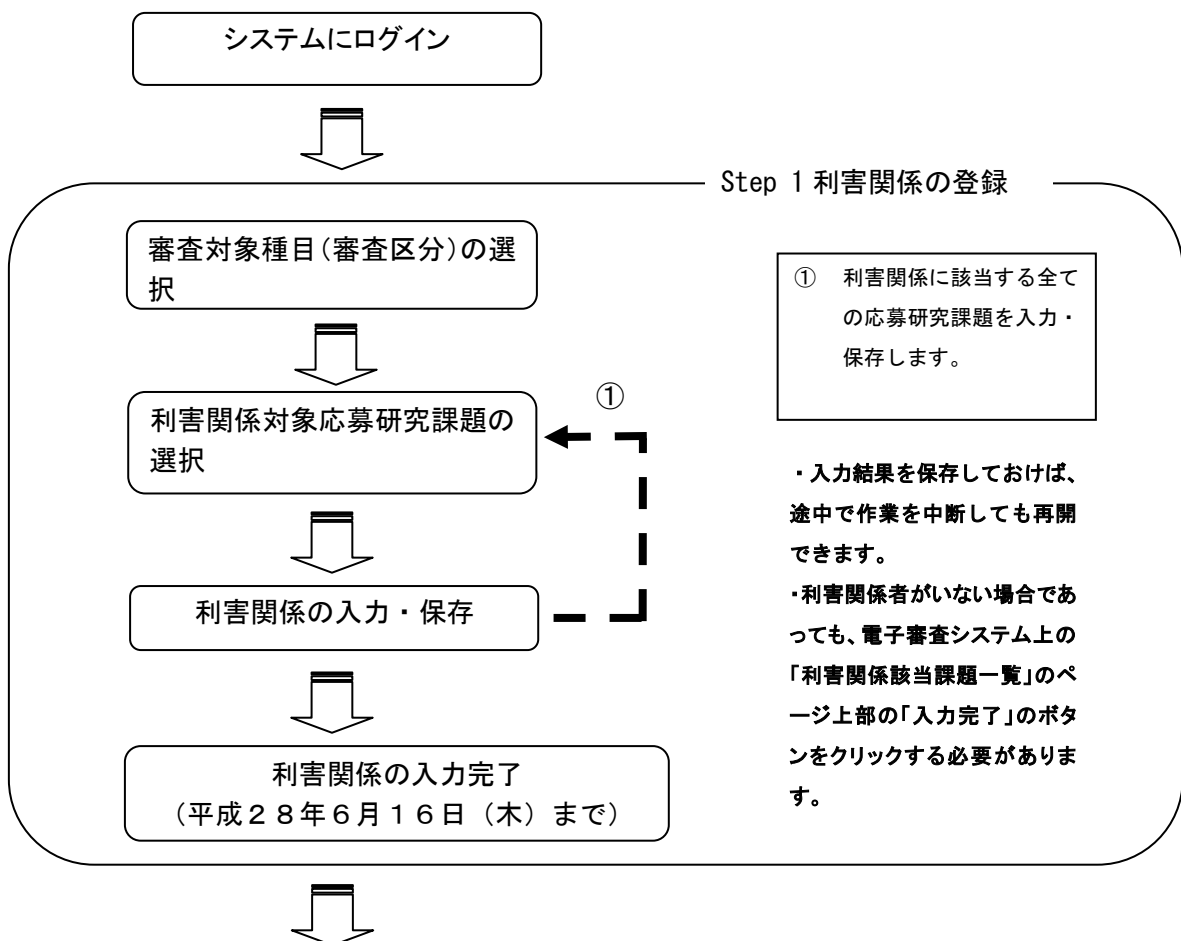 システムにログイン
Step 1 利害関係の登録
審査対象種目（審査区分）の選
択
利害関係対象応募研究課題の
選択
①
利害関係の入力・保存
利害関係の入力完了
（平成２８年６月１６日（木）まで）
① 利害関係に該当する全て
の応募研究課題を入力・
保存します。
・入力結果を保存しておけば、
途中で作業を中断しても再開
できます。
・利害関係者がいない場合であ
っても、電子審査システム上の
「利害関係該当課題一覧」のペ
ージ上部の「入力完了」のボタ
ンをクリックする必要がありま
す。